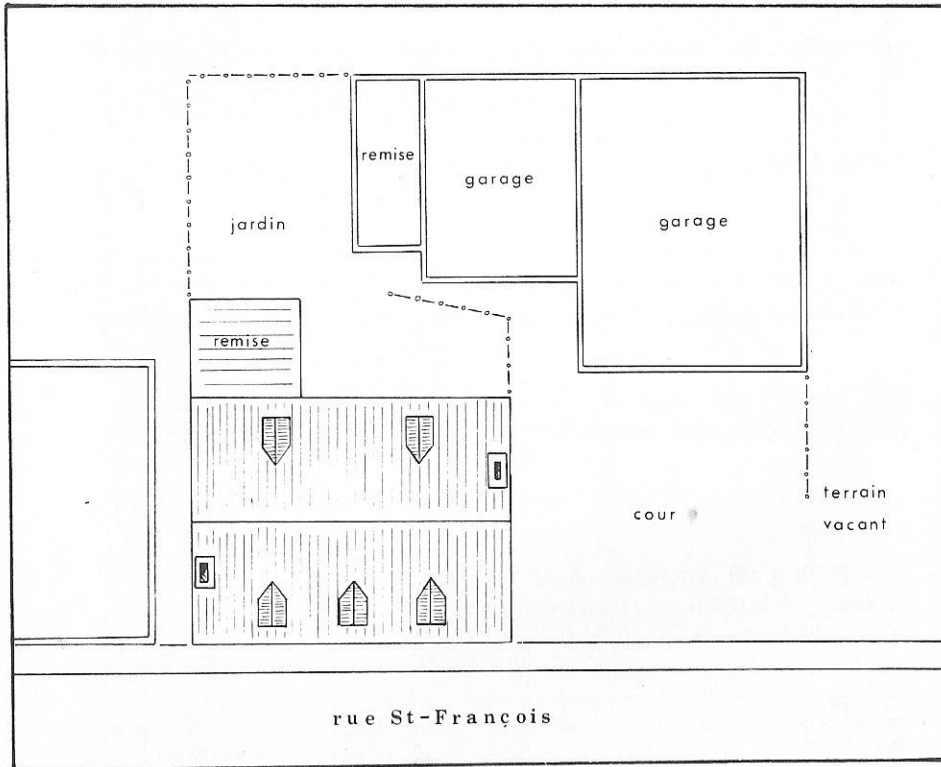 remise
garage
garage
jardin
remise
terrain
vacant
cour
rue St-François